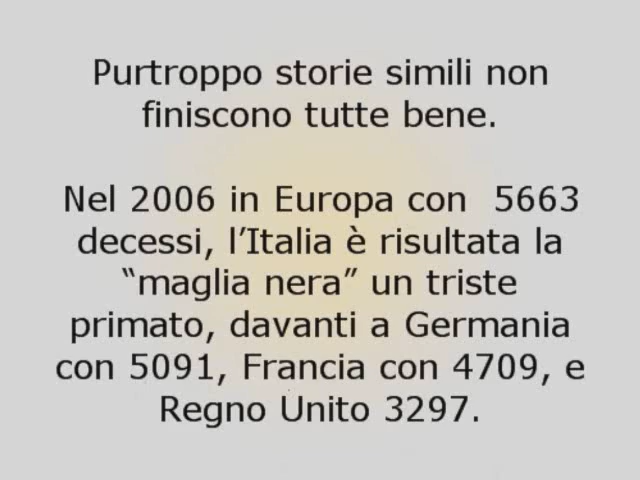 Purtroppo storie simili non
finiscono tutte bene.
Nel 2006 in Europa con  5663
decessi, l’Italia è risultata la
“maglia nera” un triste
primato, davanti a Germania
con 5091, Francia con 4709, e
Regno Unito 3297.